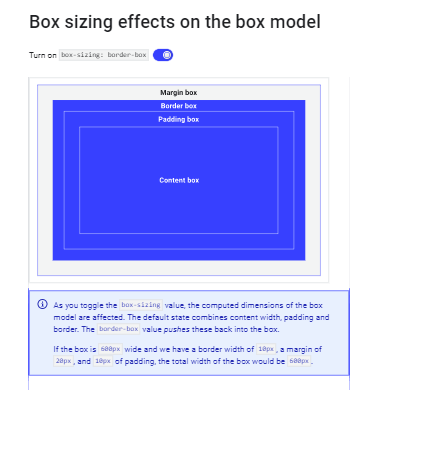 Box sizing effects on the box model
Turn on box-sizing: border-box
Margin box
Border box
Padding box
Content box
As you toggle the box-sizing value, the computed dimensions of the box
model are affected. The default state combines content width, padding and
border. The border-box value pushes these back into the box.
If the box is 600px wide and we have a border width of 10px, a margin of
20px, and 10px of padding, the total width of the box would be 600px.